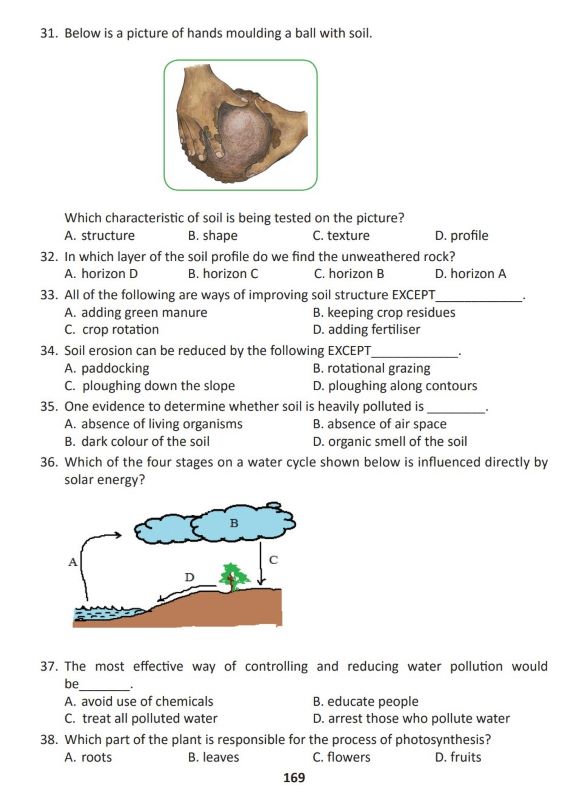 31. Below is a picture of hands moulding a ball with soil.
Which characteristic of soil is being tested on the picture?
A. structure B. shape C. texture D. profile
32. In which layer of the soil profile do we find the unweathered rock?
A. horizon D B. horizon C C. horizon B D. horizon A
33. All of the following are ways of improving soil structure EXCEPT____________.
A. adding green manure B. keeping crop residues
C. crop rotation D. adding fertiliser
34. Soil erosion can be reduced by the following EXCEPT____________.
A. paddocking B. rotational grazing
C. ploughing down the slope D. ploughing along contours
35. One evidence to determine whether soil is heavily polluted is ________.
A. absence of living organisms B. absence of air space
B. dark colour of the soil D. organic smell of the soil
36. Which of the four stages on a water cycle shown below is influenced directly by
solar energy?
B
A
C
D
37. The most effective way of controlling and reducing water pollution would
be_______.
A. avoid use of chemicals B. educate people
C. treat all polluted water D. arrest those who pollute water
38. Which part of the plant is responsible for the process of photosynthesis?
A. roots B. leaves C. flowers D. fruits
169